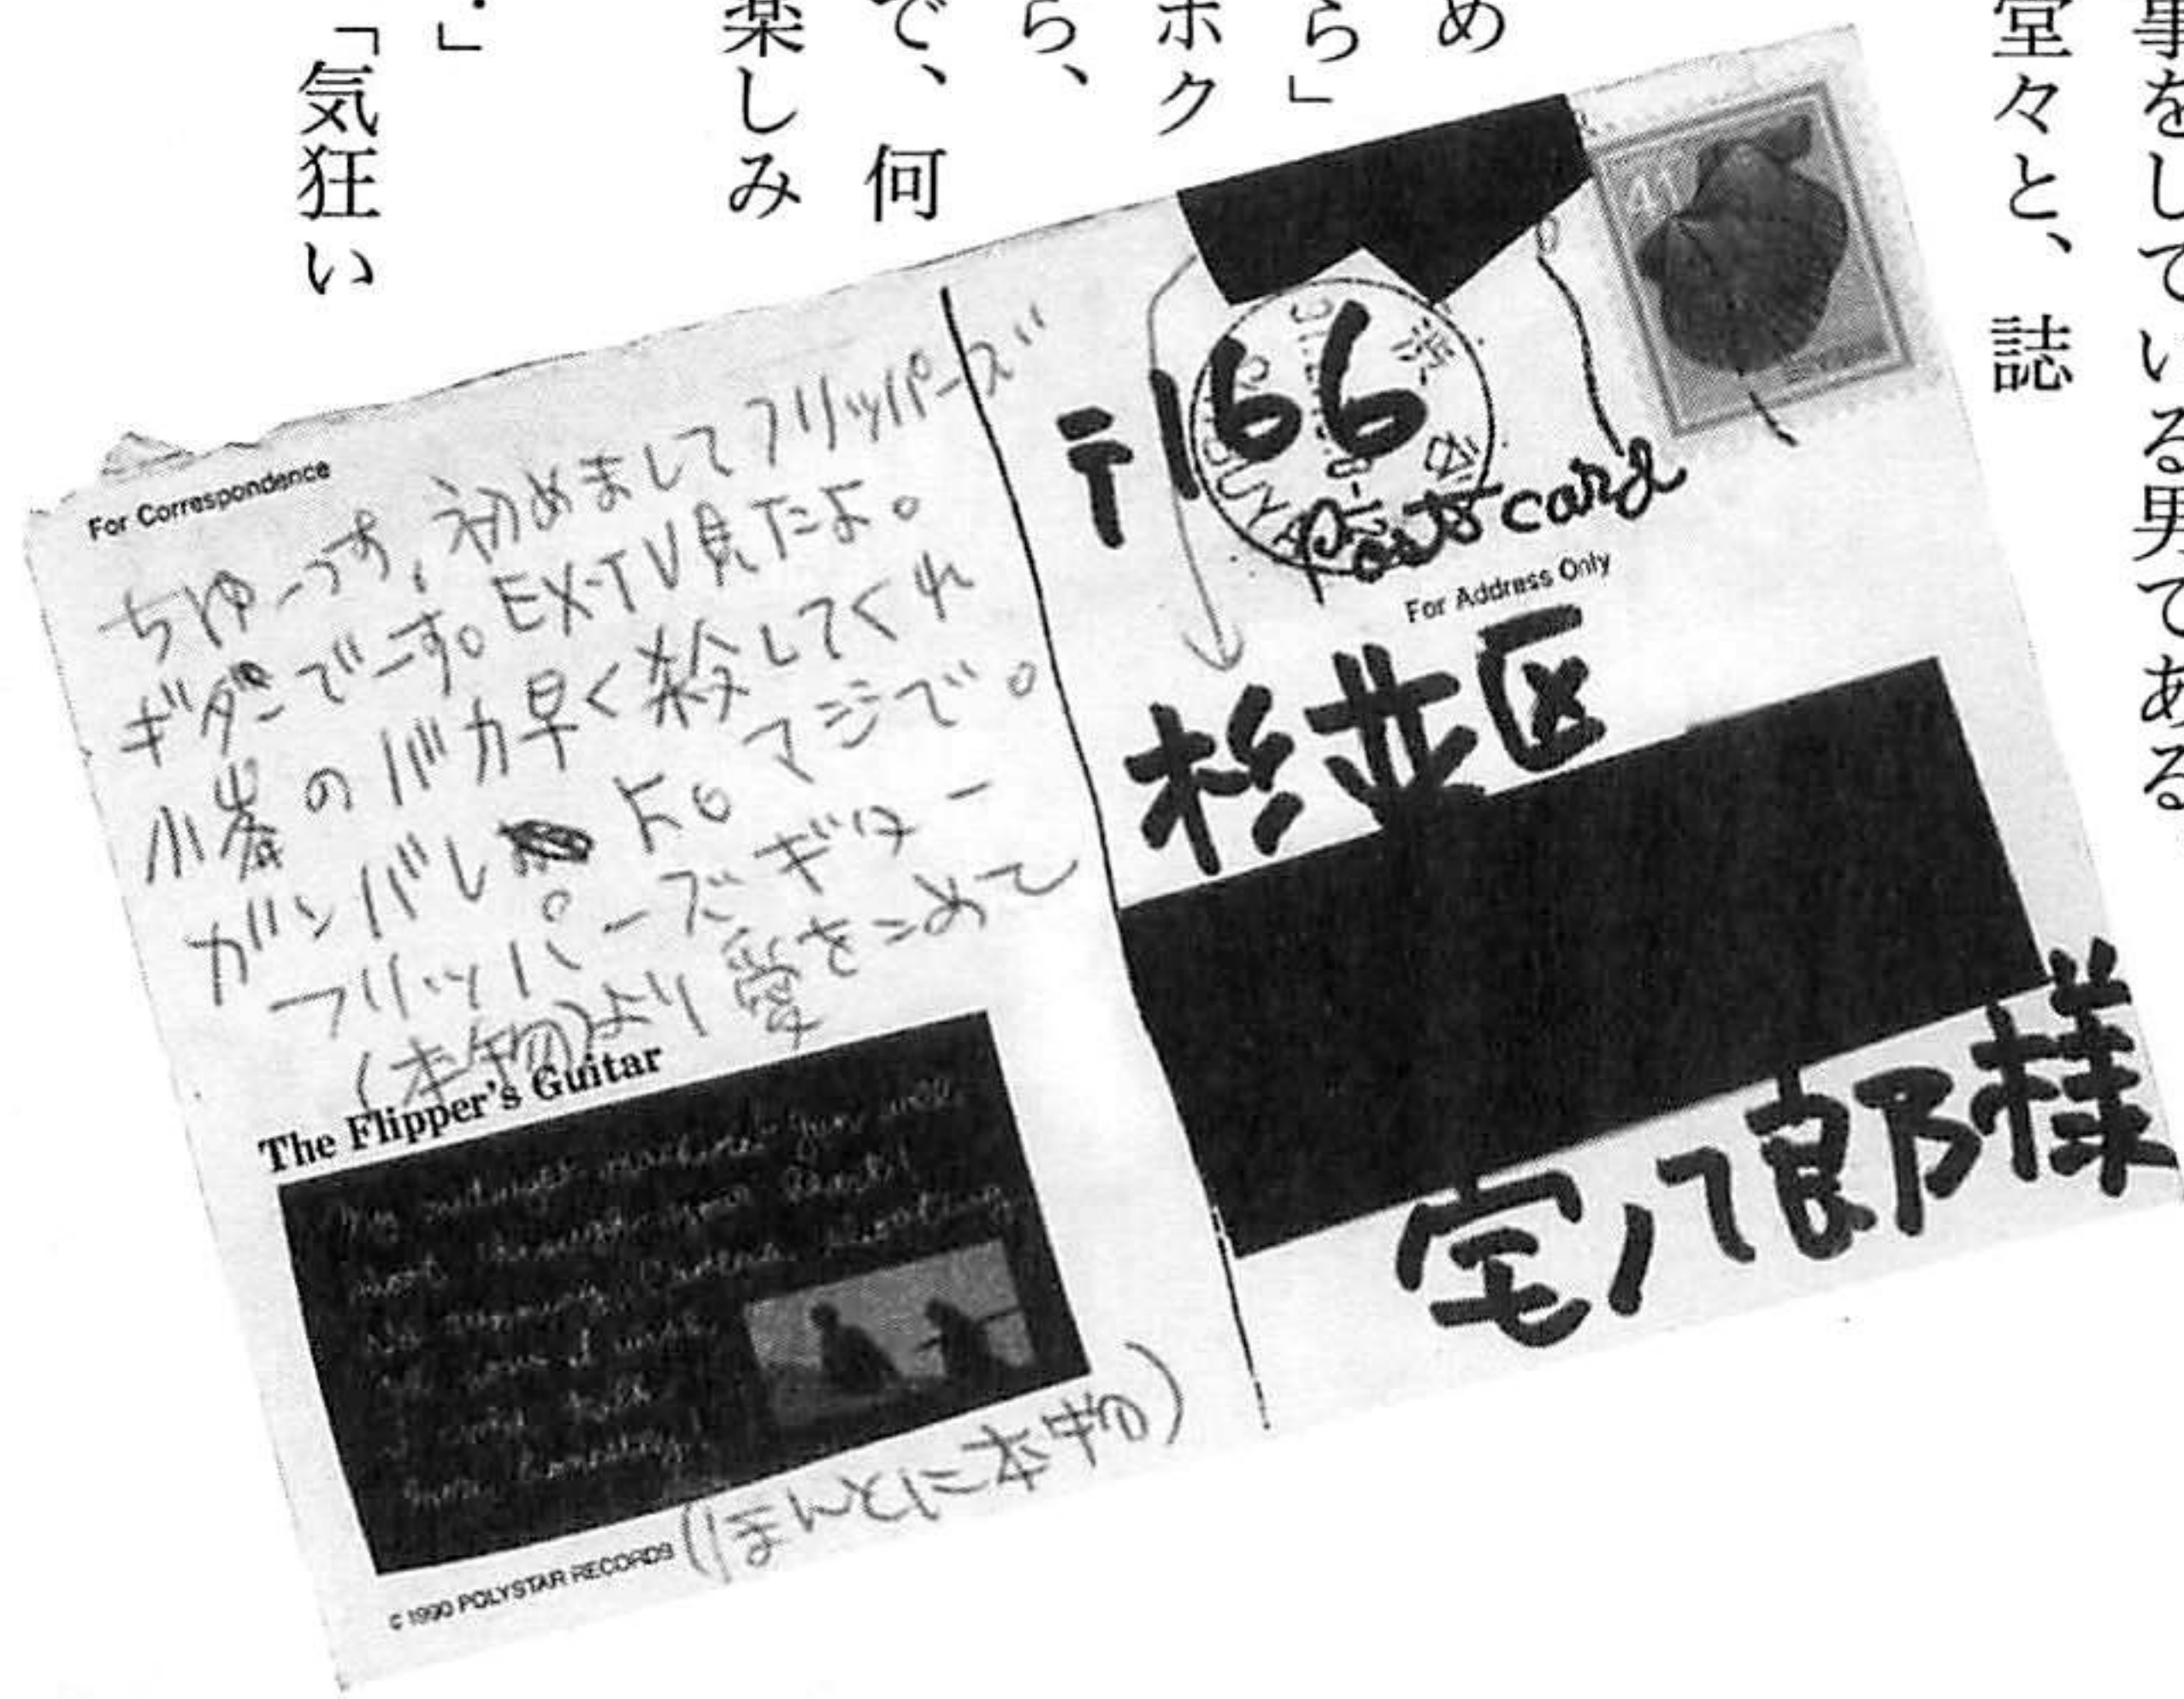 事をしている男である
堂々と、誌
め
ら」
ホク
ら、
で、何
楽しみ
」
「気狂い
For Correspondence
ちゅーっす、初めましてフリッパーズ
ギターでーす。EX-TV見たよ。
小峯のバカ早く殺してくれ
ガンバレよ。マジで。
フリッパーズギター
(本物)より愛をこめて
The Flipper's Guitar
© 1990 POLYSTAR RECORDS
(ほんとに本物)
41
渋谷
SHIBUYA
〒166
Post card
For Address Only
杉並区
宅八郎様